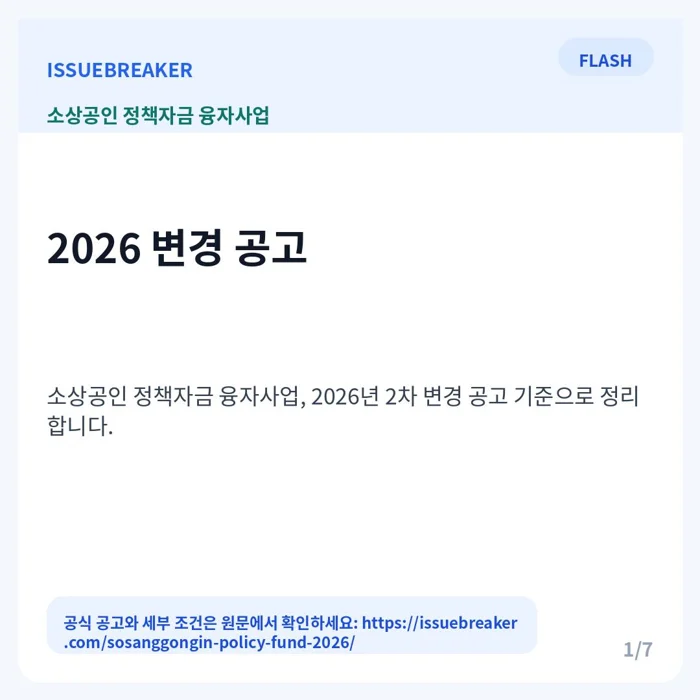 ISSUEBREAKER
FLASH
소상공인 정책자금 융자사업
2026 변경 공고
소상공인 정책자금 융자사업, 2026년 2차 변경 공고 기준으로 정리
합니다.
공식 공고와 세부 조건은 원문에서 확인하세요: https://issuebreaker
.com/sosanggongin-policy-fund-2026/
1/7